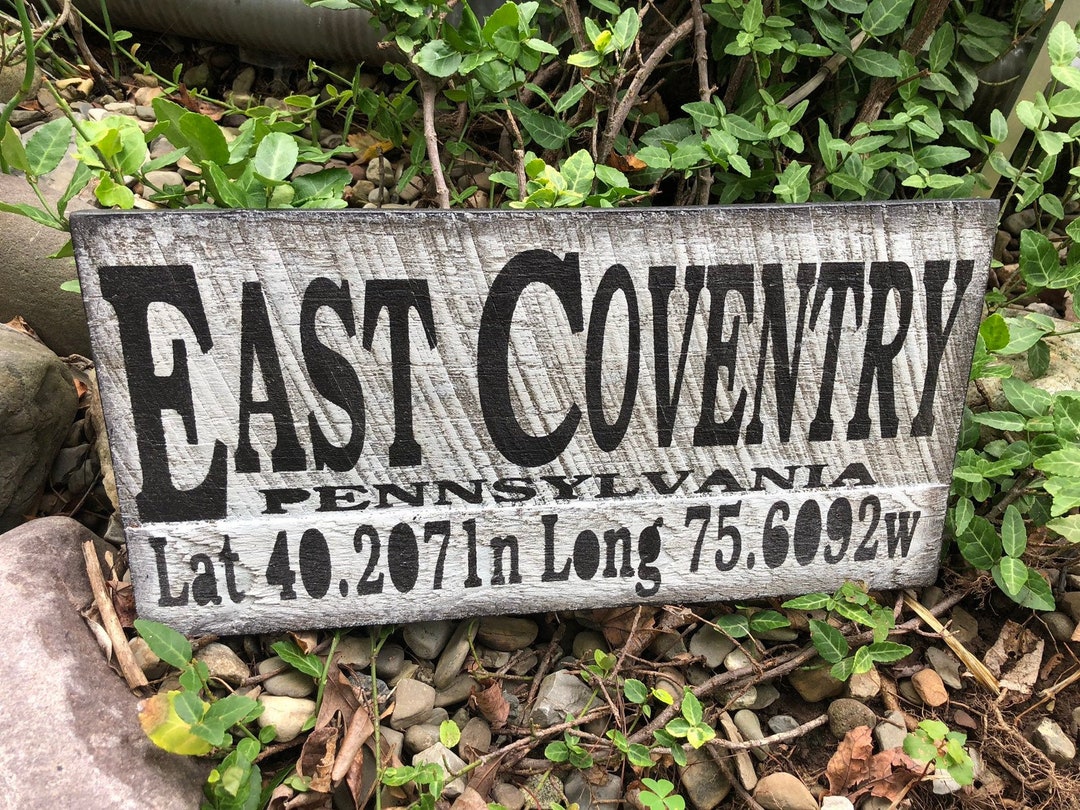 East Coventry
Pennsylvania
Lat 40.2071n Long 75.6092w